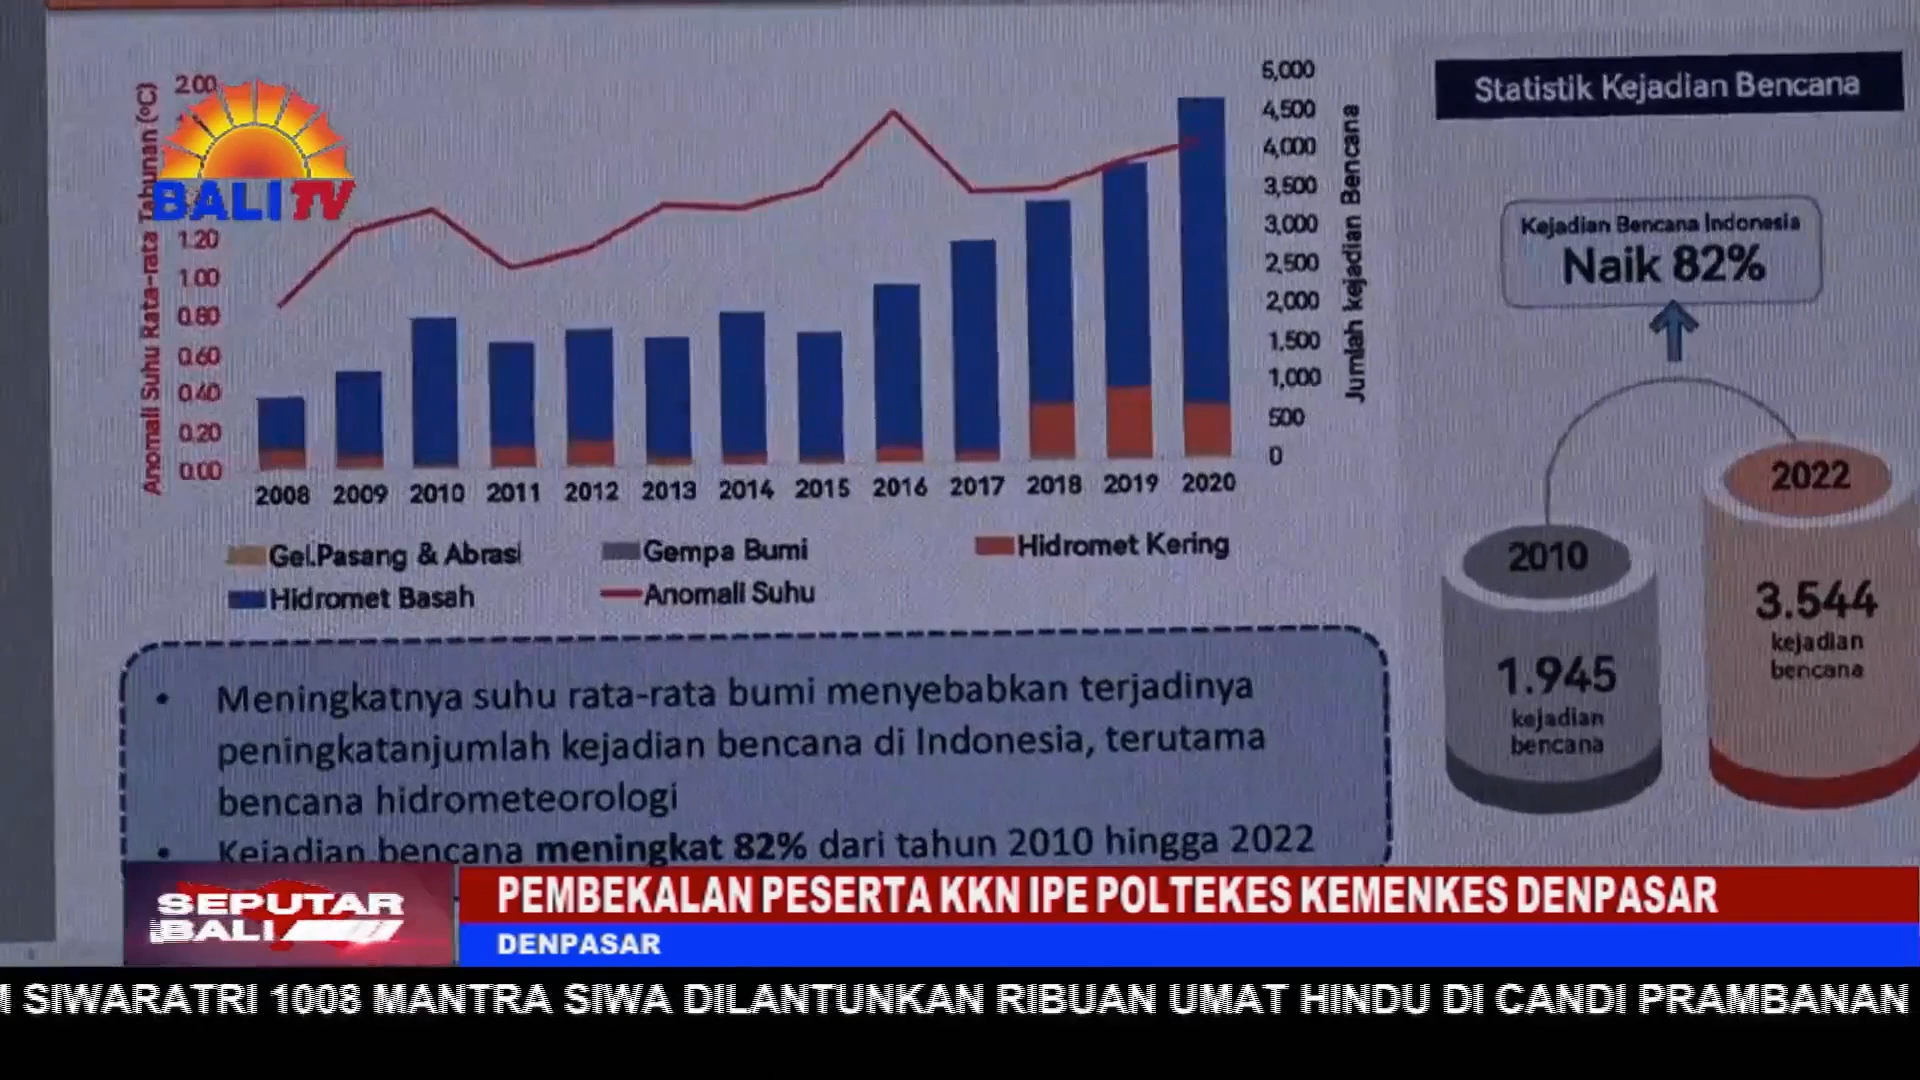 Anomali Suhu Rata-rata Tahunan (°C)
2.00
1.20
1.00
0.80
0.60
0.40
0.20
0.00
BALI TV
5,000
4,500
4,000
3,500
3,000
2,500
2,000
1,500
1,000
500
0
Jumlah kejadian Bencana
2008 2009 2010 2011 2012 2013 2014 2015 2016 2017 2018 2019 2020
Gel.Pasang & Abrasi Gempa Bumi Hidromet Kering
Hidromet Basah Anomali Suhu
Statistik Kejadian Bencana
Kejadian Bencana Indonesia
Naik 82%
2010
1.945
kejadian
bencana
2022
3.544
kejadian
bencana
• Meningkatnya suhu rata-rata bumi menyebabkan terjadinya
peningkatanjumlah kejadian bencana di Indonesia, terutama
bencana hidrometeorologi
• Kejadian bencana meningkat 82% dari tahun 2010 hingga 2022
SEPUTAR
BALI
PEMBEKALAN PESERTA KKN IPE POLTEKES KEMENKES DENPASAR
DENPASAR
SIWARATRI 1008 MANTRA SIWA DILANTUNKAN RIBUAN UMAT HINDU DI CANDI PRAMBANAN